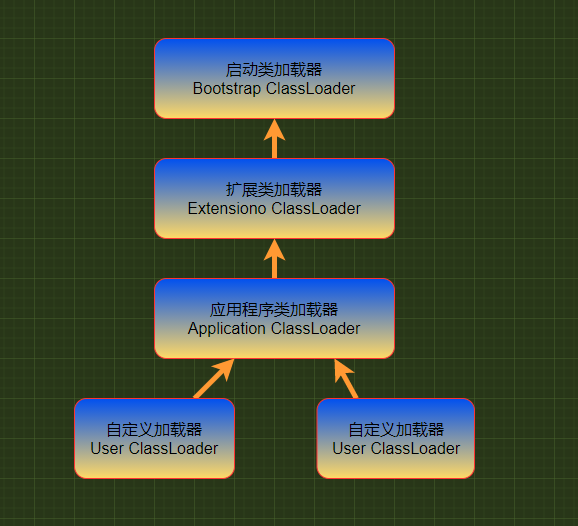 启动类加载器
Bootstrap ClassLoader
扩展类加载器
Extensiono ClassLoader
应用程序类加载器
Application ClassLoader
自定义加载器
User ClassLoader
自定义加载器
User ClassLoader